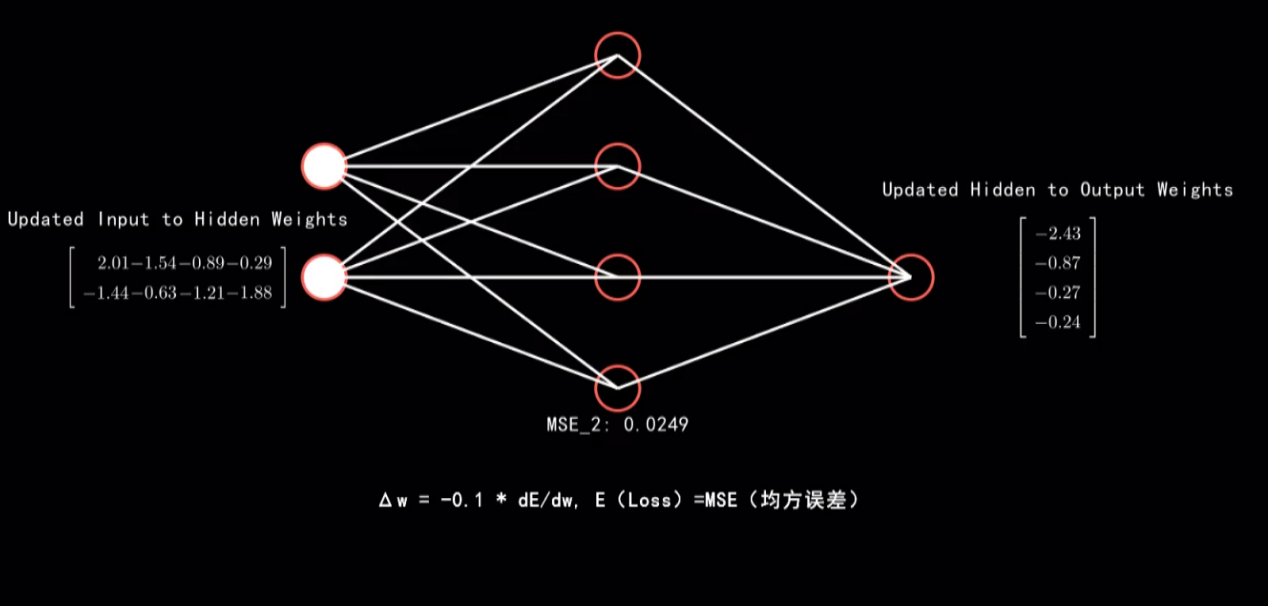 Updated Hidden to Output Weights
Updated Input to Hidden Weights
−2.43
2.01−1.54−0.89−0.29
−0.87
−1.44−0.63−1.21−1.88
−0.27
−0.24
MSE_2: 0.0249
Δw = -0.1 * dE/dw, E（Loss）=MSE（均方误差）